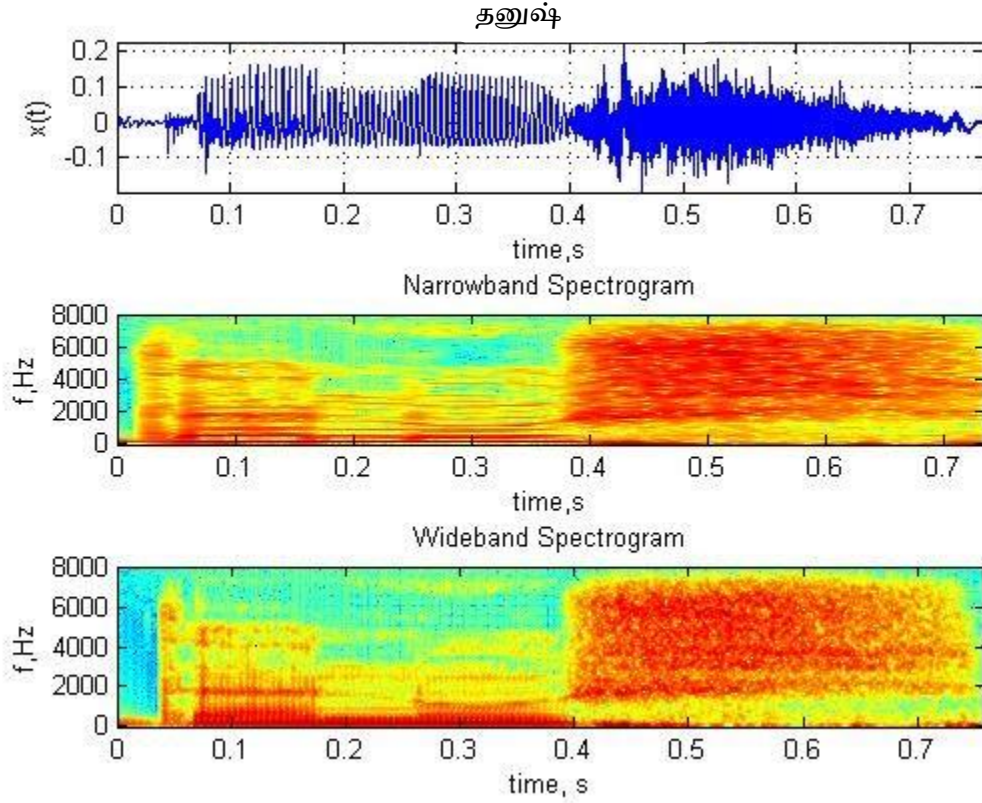 தனுஷ்
0.2
0.1
0
-0.1
x(t)
0 0.1 0.2 0.3 0.4 0.5 0.6 0.7
time,s
Narrowband Spectrogram
8000
6000
4000
2000
0
f,Hz
0 0.1 0.2 0.3 0.4 0.5 0.6 0.7
time,s
Wideband Spectrogram
8000
6000
4000
2000
0
f,Hz
0 0.1 0.2 0.3 0.4 0.5 0.6 0.7
time, s